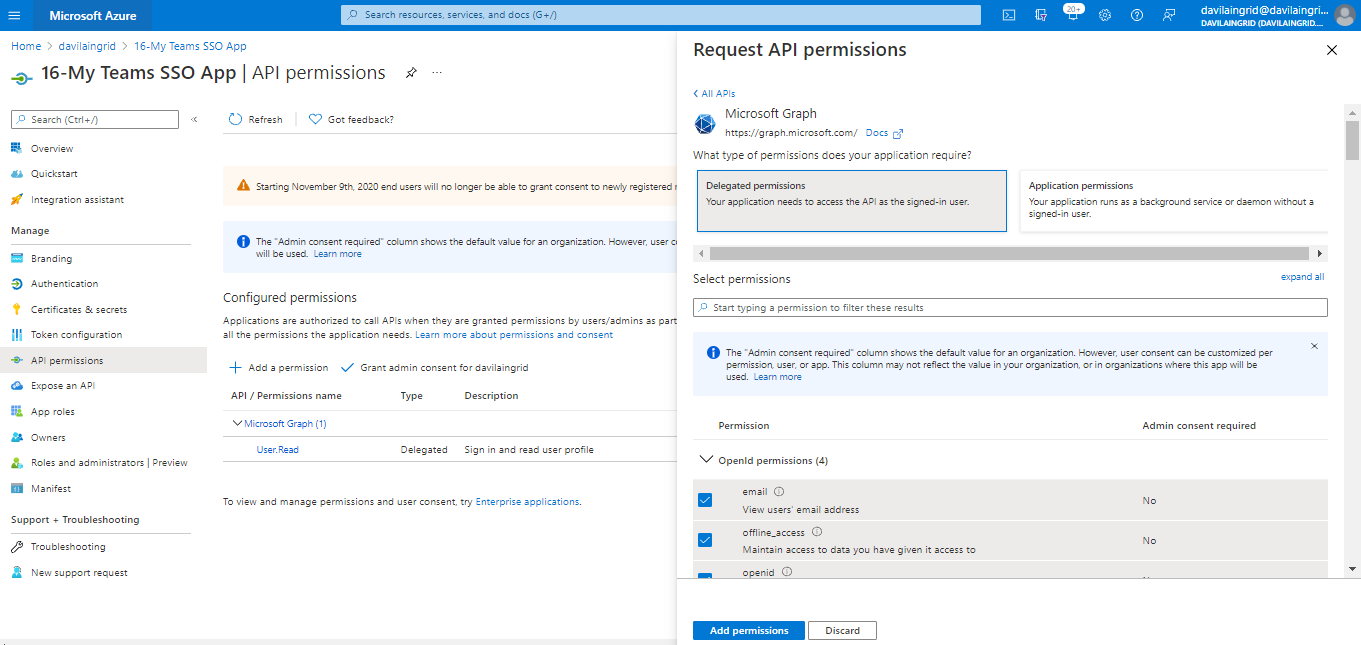 Microsoft Azure
Search resources, services, and docs (G+/)
20+
davilaingrid@davilaingri...
DAVILAINGRID (DAVILAINGRID....
Home > davilaingrid > 16-My Teams SSO App
16-My Teams SSO App | API permissions
...
Search (Ctrl+/)
«
Overview
Quickstart
Integration assistant
Manage
Branding
Authentication
Certificates & secrets
Token configuration
API permissions
Expose an API
App roles
Owners
Roles and administrators | Preview
Manifest
Support + Troubleshooting
Troubleshooting
New support request
Refresh
Got feedback?
Starting November 9th, 2020 end users will no longer be able to grant consent to newly registered
The "Admin consent required" column shows the default value for an organization. However, user
will be used. Learn more
Configured permissions
Applications are authorized to call APIs when they are granted permissions by users/admins as part
all the permissions the application needs. Learn more about permissions and consent
Add a permission
Grant admin consent for davilaingrid
API / Permissions name Type Description
Microsoft Graph (1)
User.Read Delegated Sign in and read user profile
To view and manage permissions and user consent, try Enterprise applications.
Request API permissions
All APIs
Microsoft Graph
https://graph.microsoft.com/ Docs
What type of permissions does your application require?
Delegated permissions
Your application needs to access the API as the signed-in user.
Application permissions
Your application runs as a background service or daemon without a
signed-in user.
Select permissions
expand all
Start typing a permission to filter these results
The "Admin consent required" column shows the default value for an organization. However, user consent can be customized per
permission, user, or app. This column may not reflect the value in your organization, or in organizations where this app will be
used. Learn more
Permission Admin consent required
OpenId permissions (4)
email
View users' email address
No
offline_access
Maintain access to data you have given it access to
No
openid
Add permissions
Discard